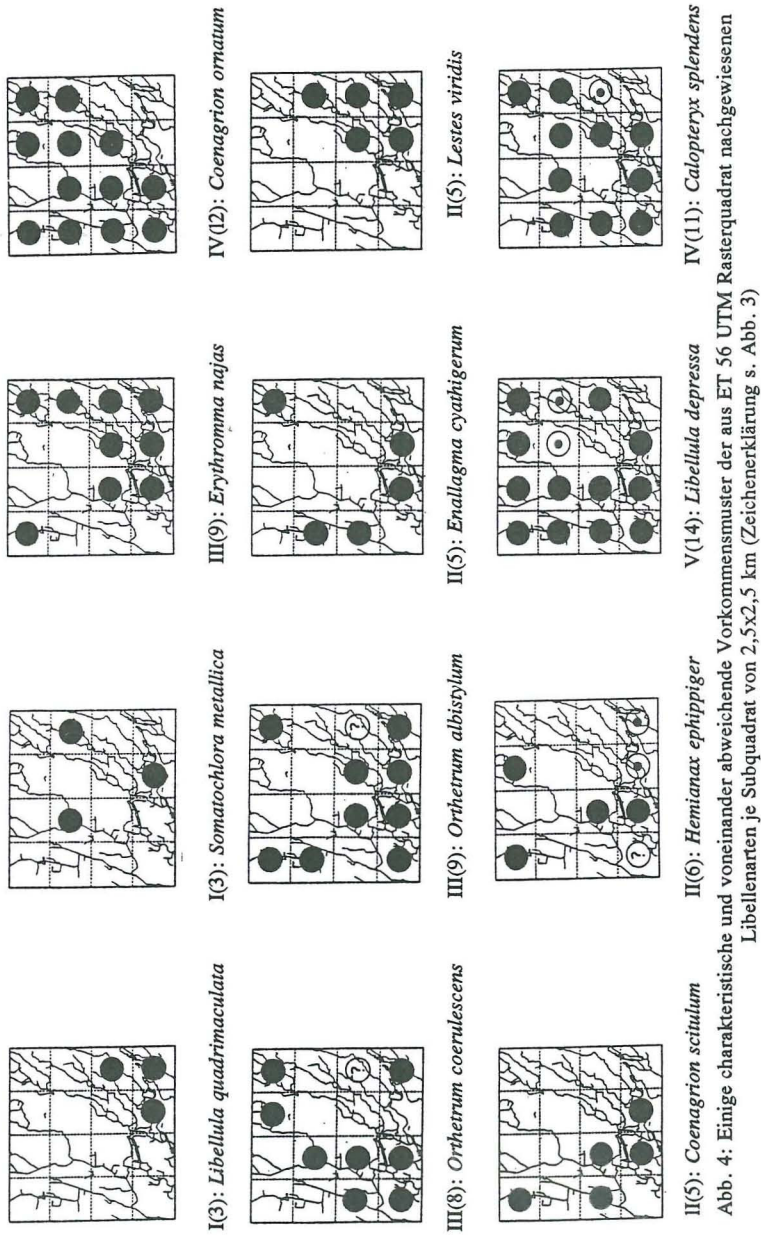 I(3): Libellula quadrimaculata
I(3): Somatochlora metallica
III(9): Erythromma najas
IV(12): Coenagrion ornatum
?
?
III(8): Orthetrum coerulescens
III(9): Orthetrum albistylum
II(5): Enallagma cyathigerum
II(5): Lestes viridis
?
II(5): Coenagrion scitulum
II(6): Hemianax ephippiger
V(14): Libellula depressa
IV(11): Calopteryx splendens
Abb. 4: Einige charakteristische und voneinander abweichende Vorkommensmuster der aus ET 56 UTM Rasterquadrat nachgewiesenen
Libellenarten je Subquadrat von 2,5x2,5 km (Zeichenerklärung s. Abb. 3)